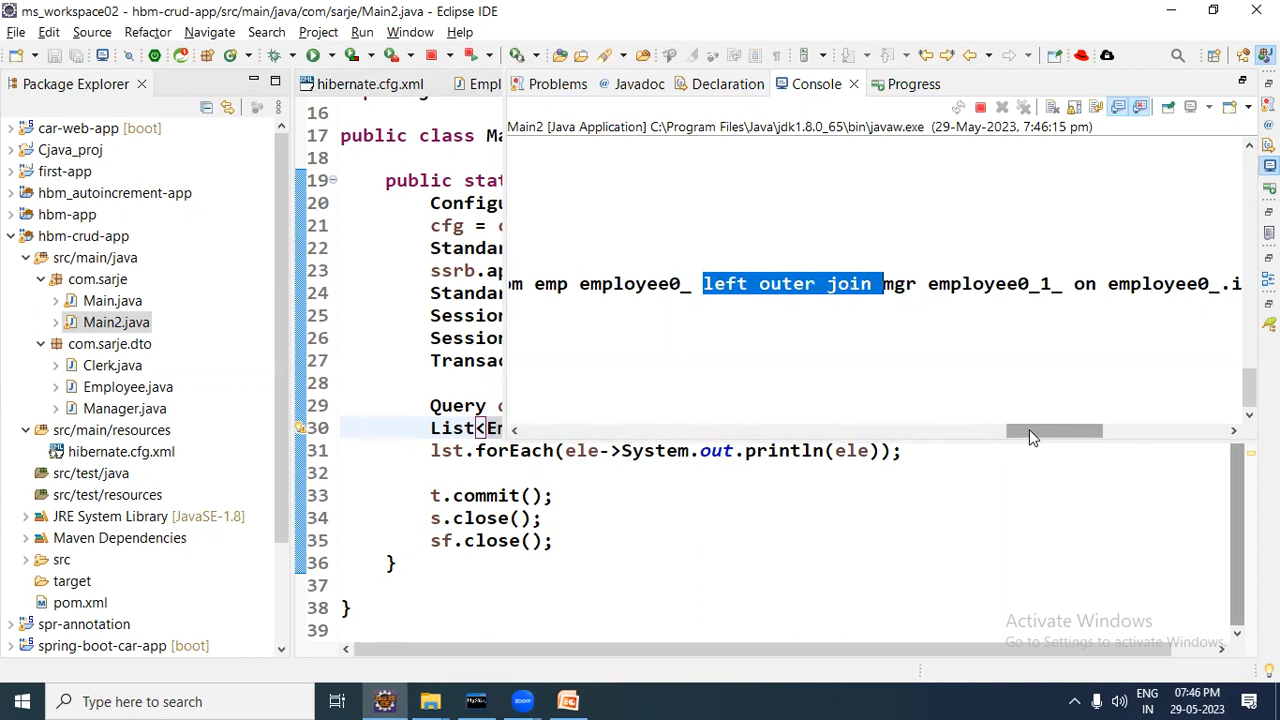 ms_workspace02 - hbm-crud-app/src/main/java/com/sarje/Main2.java - Eclipse IDE
File Edit Source Refactor Navigate Search Project Run Window Help
Package Explorer
hibernate.cfg.xml
Empl
Problems
@ Javadoc
Declaration
Console
Progress
Main2 [Java Application] C:\Program Files\Java\jdk1.8.0_65\bin\javaw.exe (29-May-2023, 7:46:15 pm)
om emp employee0_ left outer join mgr employee0_1_ on employee0_.i
car-web-app [boot]
Cjava_proj
first-app
hbm_autoincrement-app
hbm-app
hbm-crud-app
src/main/java
com.sarje
Main.java
Main2.java
com.sarje.dto
Clerk.java
Employee.java
Manager.java
src/main/resources
hibernate.cfg.xml
src/test/java
src/test/resources
JRE System Library [JavaSE-1.8]
Maven Dependencies
src
target
pom.xml
spr-annotation
spring-boot-car-app [boot]
16
17 public class Ma
18
19 public stat
20 Configu
21 cfg = c
22 Standar
23 ssrb.ap
24 Standar
25 Session
26 Session
27 Transac
28
29 Query c
30 List<Em
31 lst.forEach(ele->System.out.println(ele));
32
33 t.commit();
34 s.close();
35 sf.close();
36 }
37
38 }
39
Activate Windows
Go to Settings to activate Windows.
Type here to search
ENG
IN
07:46 PM
29-05-2023